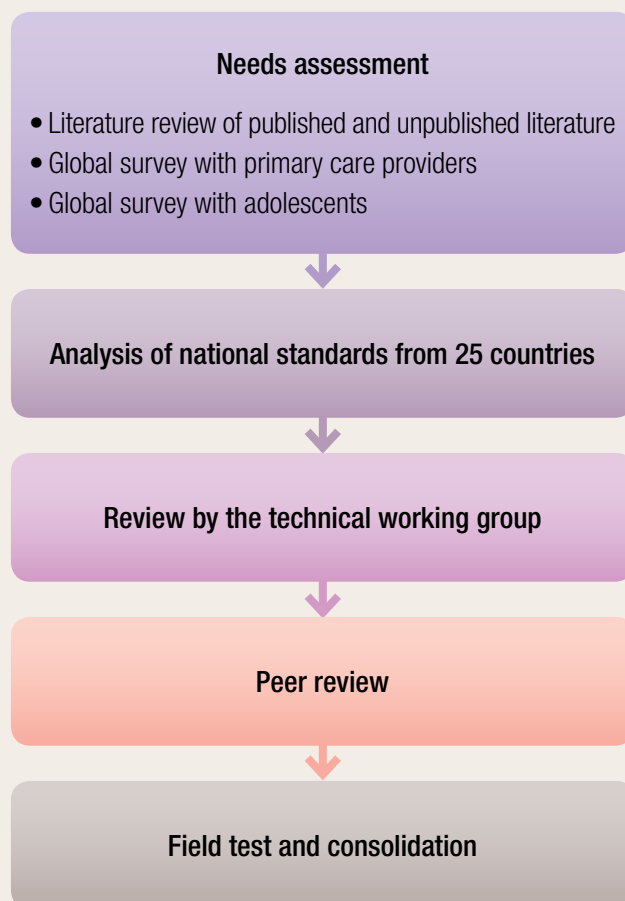 Needs assessment
• Literature review of published and unpublished literature
• Global survey with primary care providers
• Global survey with adolescents
Analysis of national standards from 25 countries
Review by the technical working group
Peer review
Field test and consolidation